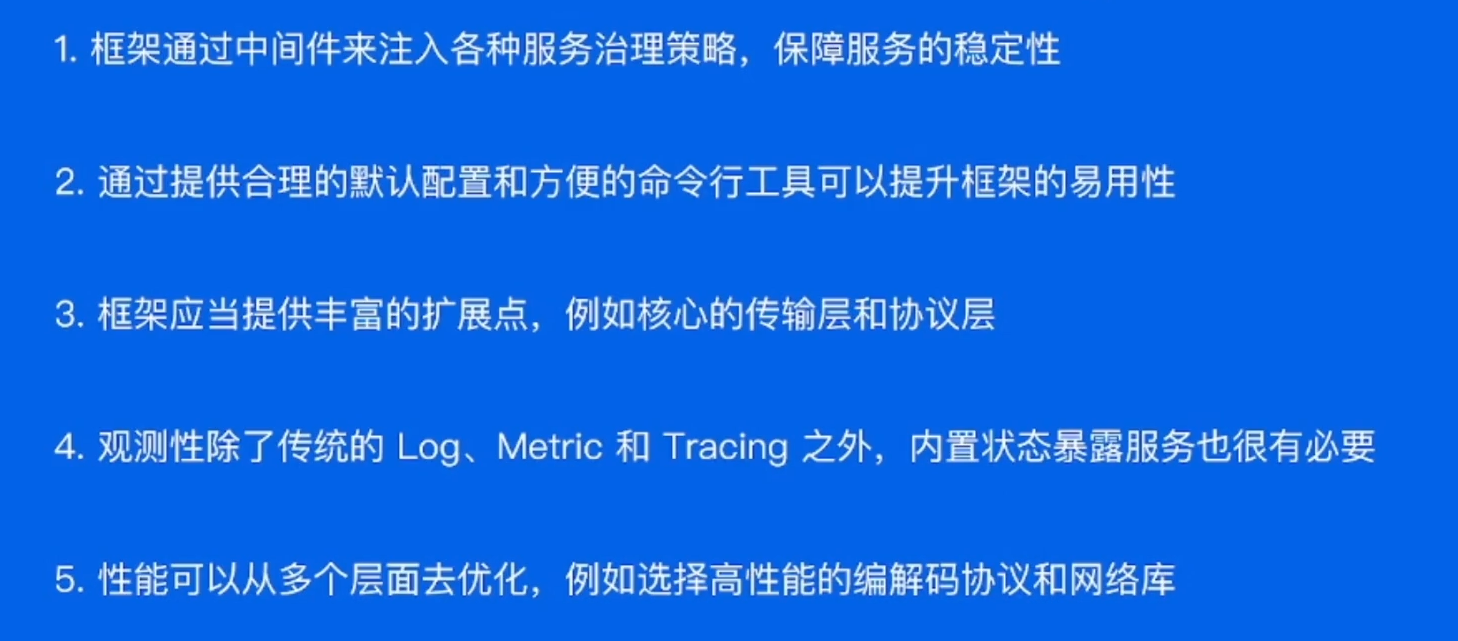 1. 框架通过中间件来注入各种服务治理策略，保障服务的稳定性
2. 通过提供合理的默认配置和方便的命令行工具可以提升框架的易用性
3. 框架应当提供丰富的扩展点，例如核心的传输层和协议层
4. 观测性除了传统的 Log、Metric 和 Tracing 之外，内置状态暴露服务也很有必要
5. 性能可以从多个层面去优化，例如选择高性能的编解码协议和网络库